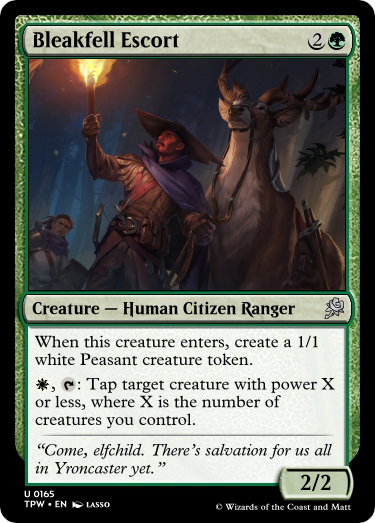 Bleakfell Escort 2
Creature — Human Citizen Ranger
When this creature enters, create a 1/1
white Peasant creature token.
, : Tap target creature with power X
or less, where X is the number of
creatures you control.
“Come, elfchild. There's salvation for us all
in Yroncaster yet.”
2/2
U 0165
TPW • EN LASSO
© Wizards of the Coast and Matt